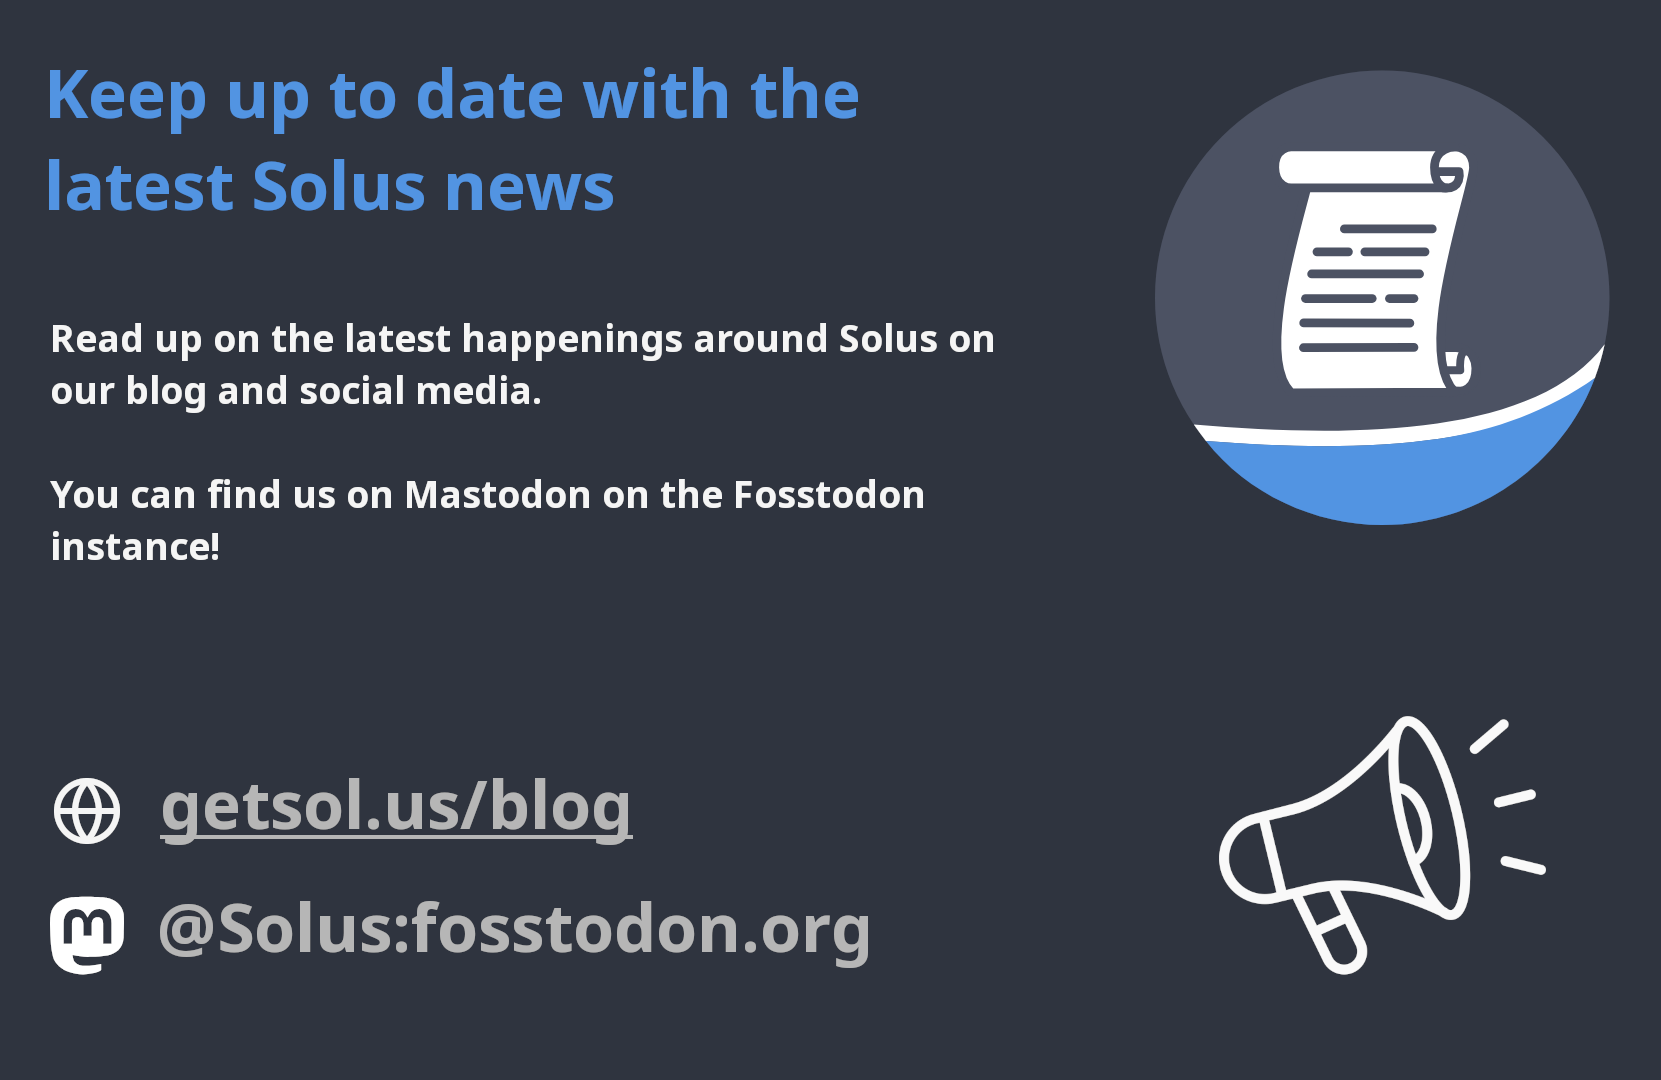 Keep up to date with the
latest Solus news
Read up on the latest happenings around Solus on
our blog and social media.
You can find us on Mastodon on the Fosstodon
instance!
getsol.us/blog
@Solus:fosstodon.org